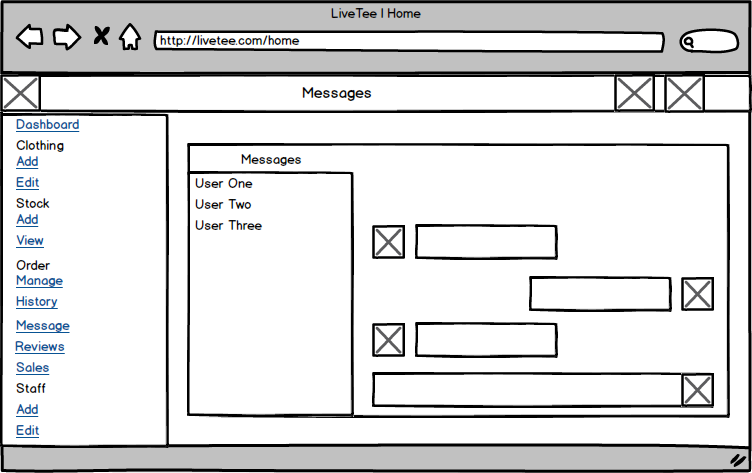 LiveTee | Home
http://livetee.com/home
Messages
Dashboard
Clothing
Add
Edit
Stock
Add
View
Order
Manage
History
Message
Reviews
Sales
Staff
Add
Edit
Messages
User One
User Two
User Three